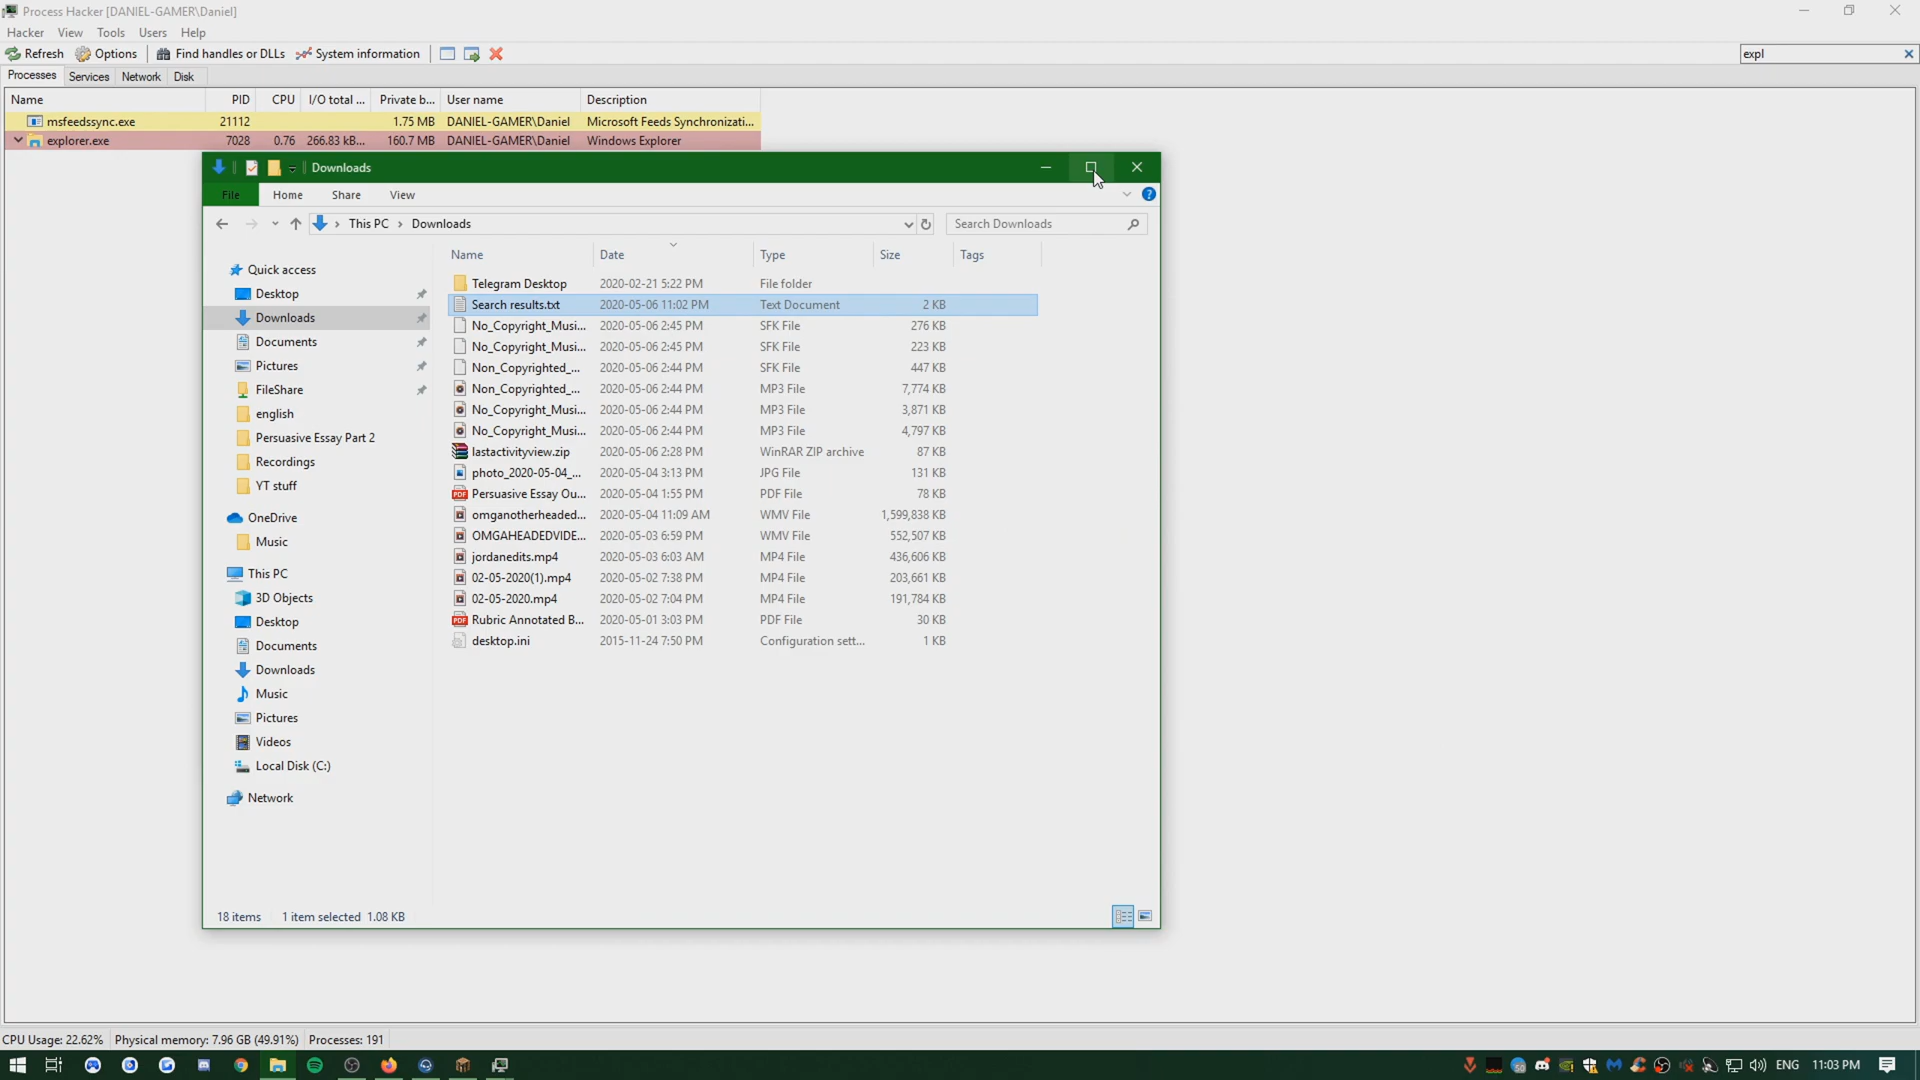 Process Hacker [DANIEL-GAMER\Daniel]
Hacker View Tools Users Help
Refresh Options Find handles or DLLs System information expl
Processes Services Network Disk
Name PID CPU I/O total ... Private b... User name Description
msfeedssync.exe 21112 1.75 MB DANIEL-GAMER\Daniel Microsoft Feeds Synchronizati...
explorer.exe 7028 0.76 266.83 kB... 160.7 MB DANIEL-GAMER\Daniel Windows Explorer
Downloads
File Home Share View
This PC Downloads Search Downloads
Name Date Type Size Tags
Quick access
Desktop
Downloads
Documents
Pictures
FileShare
english
Persuasive Essay Part 2
Recordings
YT stuff
OneDrive
Music
This PC
3D Objects
Desktop
Documents
Downloads
Music
Pictures
Videos
Local Disk (C:)
Network
Telegram Desktop 2020-02-21 5:22 PM File folder
Search results.txt 2020-05-06 11:02 PM Text Document 2 KB
No_Copyright_Musi... 2020-05-06 2:45 PM SFK File 276 KB
No_Copyright_Musi... 2020-05-06 2:45 PM SFK File 223 KB
Non_Copyrighted_... 2020-05-06 2:44 PM SFK File 447 KB
Non_Copyrighted_... 2020-05-06 2:44 PM MP3 File 7,774 KB
No_Copyright_Musi... 2020-05-06 2:44 PM MP3 File 3,871 KB
No_Copyright_Musi... 2020-05-06 2:44 PM MP3 File 4,797 KB
lastactivityview.zip 2020-05-06 2:28 PM WinRAR ZIP archive 87 KB
photo_2020-05-04_... 2020-05-04 3:13 PM JPG File 131 KB
Persuasive Essay Ou... 2020-05-04 1:55 PM PDF File 78 KB
omganotherheaded... 2020-05-04 11:09 AM WMV File 1,599,838 KB
OMGAHEADEDVIDE... 2020-05-03 6:59 PM WMV File 552,507 KB
jordanedits.mp4 2020-05-03 6:03 AM MP4 File 436,606 KB
02-05-2020(1).mp4 2020-05-02 7:38 PM MP4 File 203,661 KB
02-05-2020.mp4 2020-05-02 7:04 PM MP4 File 191,784 KB
Rubric Annotated B... 2020-05-01 3:03 PM PDF File 30 KB
desktop.ini 2015-11-24 7:50 PM Configuration sett... 1 KB
18 items 1 item selected 1.08 KB
CPU Usage: 22.62% Physical memory: 7.96 GB (49.91%) Processes: 191
ENG 11:03 PM